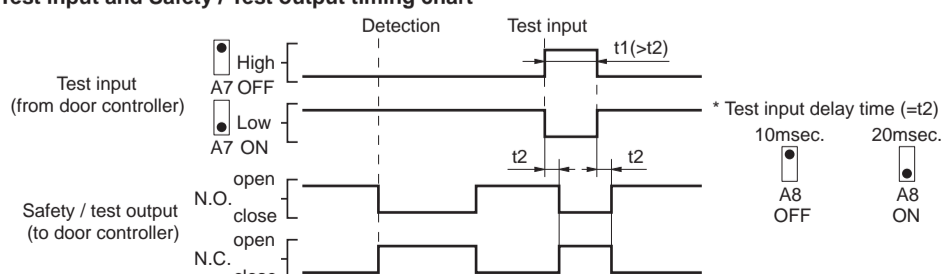 Test input and Safety / Test output timing chart
Detection
Test input
High
t1(>t2)
A7 OFF
Test input
(from door controller)
Low
A7 ON
* Test input delay time (=t2)
10msec.
20msec.
A8
OFF
A8
ON
t2
t2
open
N.O.
close
Safety / test output
(to door controller)
open
N.C.
close